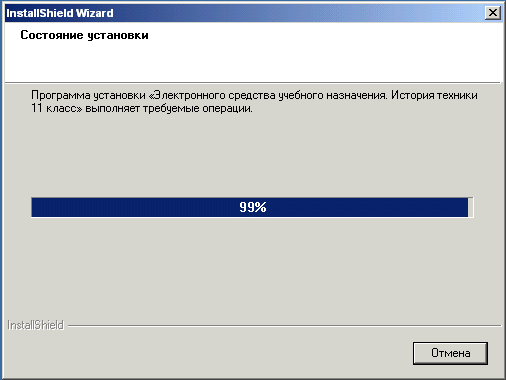 InstallShield Wizard
Состояние установки
Программа установки «Электронного средства учебного назначения. История техники
11 класс» выполняет требуемые операции.
99%
InstallShield
Отмена